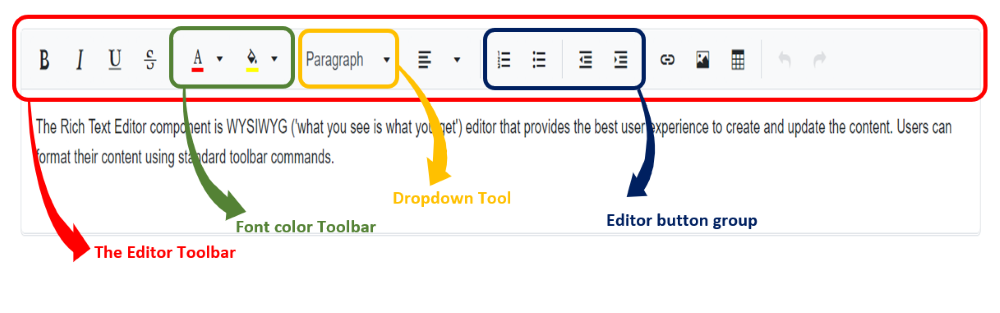 B I U S A A Paragraph
The Rich Text Editor component is WYSIWYG ('what you see is what you get') editor that provides the best user experience to create and update the content. Users can
format their content using standard toolbar commands.
Dropdown Tool
Editor button group
Font color Toolbar
The Editor Toolbar